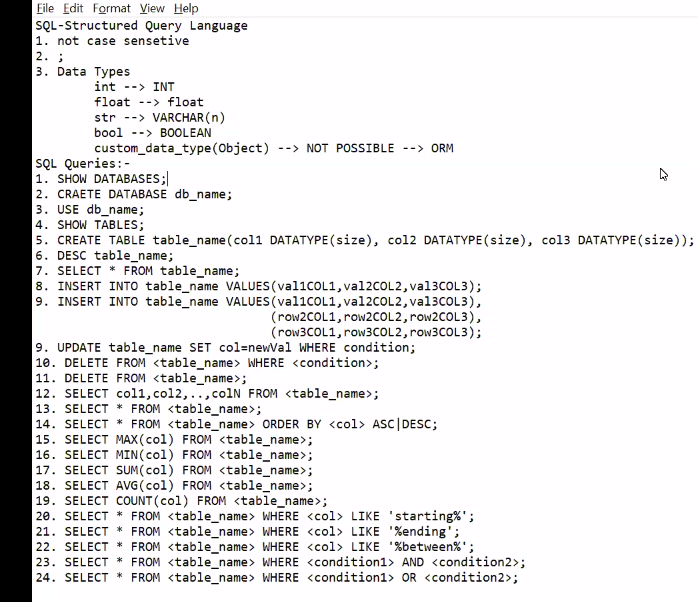 File Edit Format View Help
SQL-Structured Query Language
1. not case sensetive
2. ;
3. Data Types
int --> INT
float --> float
str --> VARCHAR(n)
bool --> BOOLEAN
custom_data_type(Object) --> NOT POSSIBLE --> ORM
SQL Queries:-
1. SHOW DATABASES;
2. CRAETE DATABASE db_name;
3. USE db_name;
4. SHOW TABLES;
5. CREATE TABLE table_name(col1 DATATYPE(size), col2 DATATYPE(size), col3 DATATYPE(size));
6. DESC table_name;
7. SELECT * FROM table_name;
8. INSERT INTO table_name VALUES(val1COL1,val2COL2,val3COL3);
9. INSERT INTO table_name VALUES(val1COL1,val2COL2,val3COL3),
(row2COL1,row2COL2,row2COL3),
(row3COL1,row3COL2,row3COL3);
9. UPDATE table_name SET col=newVal WHERE condition;
10. DELETE FROM <table_name> WHERE <condition>;
11. DELETE FROM <table_name>;
12. SELECT col1,col2,..,colN FROM <table_name>;
13. SELECT * FROM <table_name>;
14. SELECT * FROM <table_name> ORDER BY <col> ASC|DESC;
15. SELECT MAX(col) FROM <table_name>;
16. SELECT MIN(col) FROM <table_name>;
17. SELECT SUM(col) FROM <table_name>;
18. SELECT AVG(col) FROM <table_name>;
19. SELECT COUNT(col) FROM <table_name>;
20. SELECT * FROM <table_name> WHERE <col> LIKE 'starting%';
21. SELECT * FROM <table_name> WHERE <col> LIKE '%ending';
22. SELECT * FROM <table_name> WHERE <col> LIKE '%between%';
23. SELECT * FROM <table_name> WHERE <condition1> AND <condition2>;
24. SELECT * FROM <table_name> WHERE <condition1> OR <condition2>;